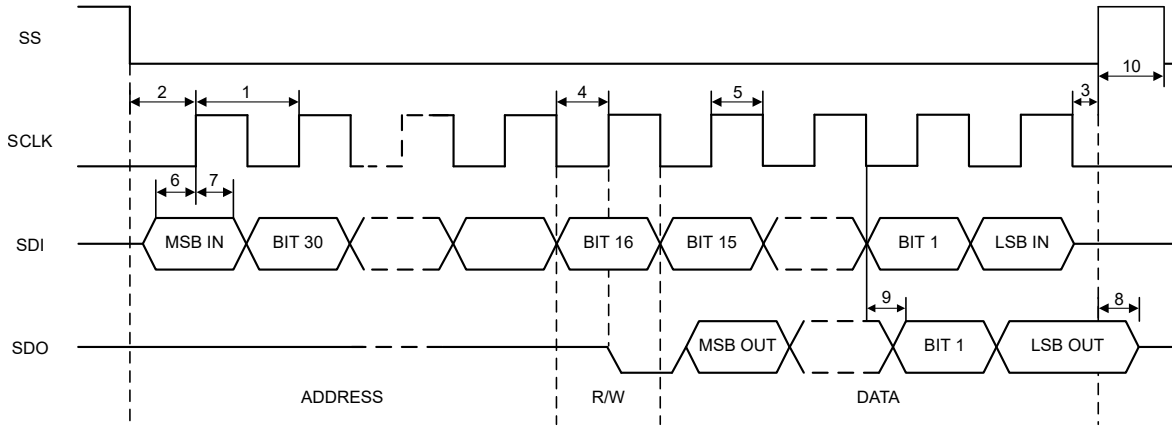 SS
10
2
1
4
5
3
SCLK
6
7
SDI
MSB IN
BIT 30
BIT 16
BIT 15
BIT 1
LSB IN
9
8
SDO
MSB OUT
BIT 1
LSB OUT
ADDRESS
R/W
DATA